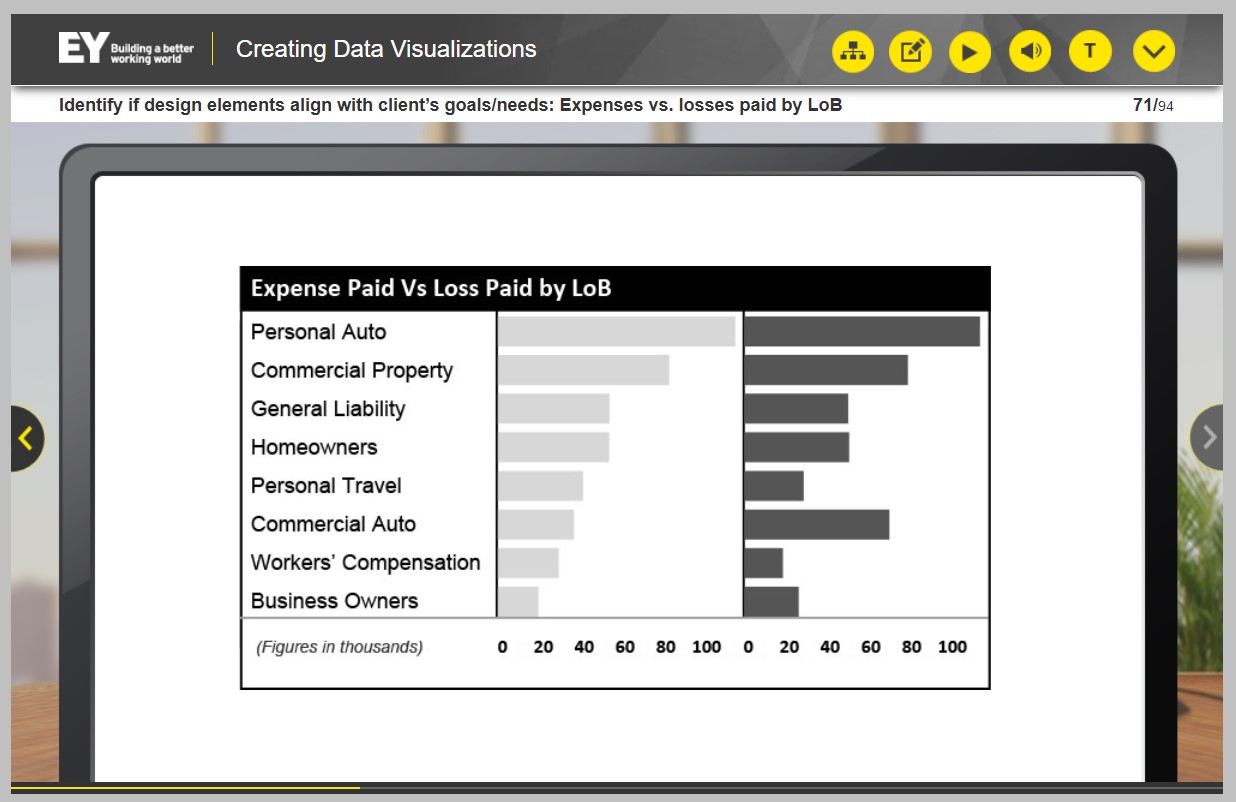 EY Building a better
working world
Creating Data Visualizations
T
Identify if design elements align with client’s goals/needs: Expenses vs. losses paid by LoB
71/94
Expense Paid Vs Loss Paid by LoB
Personal Auto
Commercial Property
General Liability
Homeowners
Personal Travel
Commercial Auto
Workers’ Compensation
Business Owners
(Figures in thousands) 0 20 40 60 80 100 0 20 40 60 80 100